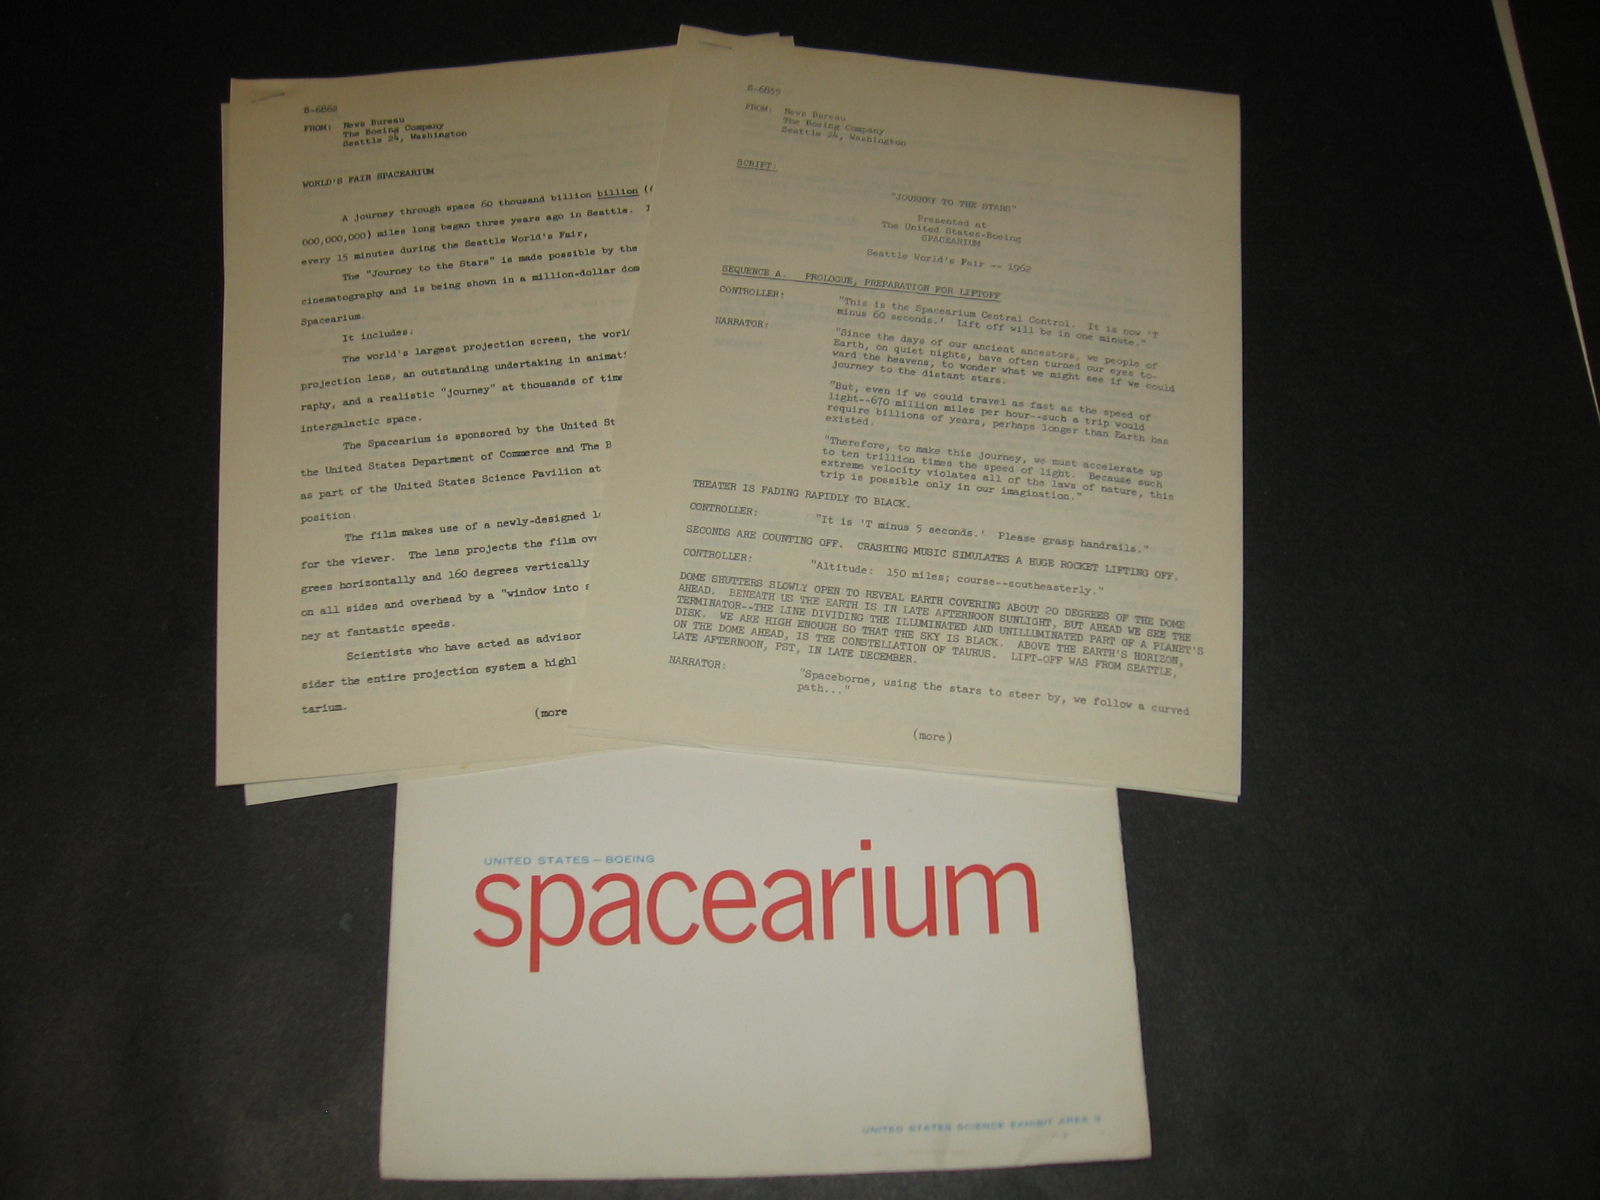 S-6862
FROM: News Bureau
The Boeing Company
Seattle 24, Washington
WORLD'S FAIR SPACEARIUM
A journey through space 60 thousand billion billion (6
000,000,000) miles long began three years ago in Seattle.
every 15 minutes during the Seattle World's Fair,
The "Journey to the Stars" is made possible by the
cinematography and is being shown in a million-dollar dom
Spacearium.
It includes:
The world's largest projection screen, the worl
projection lens, an outstanding undertaking in animat
raphy, and a realistic "journey" at thousands of time
intergalactic space.
The Spacearium is sponsored by the United St
the United States Department of Commerce and The B
as part of the United States Science Pavilion at
position.
The film makes use of a newly-designed le
for the viewer. The lens projects the film ove
grees horizontally and 160 degrees vertically
on all sides and overhead by a "window into s
ney at fantastic speeds.
Scientists who have acted as advisor
sider the entire projection system a highl
tarium.
(more
S-6855
FROM: News Bureau
The Boeing Company
Seattle 24, Washington
SCRIPT:
"JOURNEY TO THE STARS"
Presented at
The United States-Boeing
SPACEARIUM
Seattle World's Fair -- 1962
SEQUENCE A. PROLOGUE, PREPARATION FOR LIFTOFF
CONTROLLER: "This is the Spacearium Central Control. It is now 'T
minus 60 seconds.' Lift off will be in one minute."
NARRATOR: "Since the days of our ancient ancestors, we people of
Earth, on quiet nights, have often turned our eyes to-
ward the heavens, to wonder what we might see if we could
journey to the distant stars.
"But, even if we could travel as fast as the speed of
light--670 million miles per hour--such a trip would
require billions of years, perhaps longer than Earth has
existed.
"Therefore, to make this journey, we must accelerate up
to ten trillion times the speed of light. Because such
extreme velocity violates all of the laws of nature, this
trip is possible only in our imagination."
THEATER IS FADING RAPIDLY TO BLACK.
CONTROLLER: "It is 'T minus 5 seconds.' Please grasp handrails."
SECONDS ARE COUNTING OFF. CRASHING MUSIC SIMULATES A HUGE ROCKET LIFTING OFF.
CONTROLLER: "Altitude: 150 miles; course--southeasterly."
DOME SHUTTERS SLOWLY OPEN TO REVEAL EARTH COVERING ABOUT 20 DEGREES OF THE DOME
AHEAD. BENEATH US THE EARTH IS IN LATE AFTERNOON SUNLIGHT, BUT AHEAD WE SEE THE
TERMINATOR--THE LINE DIVIDING THE ILLUMINATED AND UNILLUMINATED PART OF A PLANET'S
DISK. WE ARE HIGH ENOUGH SO THAT THE SKY IS BLACK. ABOVE THE EARTH'S HORIZON,
ON THE DOME AHEAD, IS THE CONSTELLATION OF TAURUS. LIFT-OFF WAS FROM SEATTLE,
LATE AFTERNOON, PST, IN LATE DECEMBER.
NARRATOR: "Spaceborne, using the stars to steer by, we follow a curved
path..."
(more)
UNITED STATES – BOEING
spacearium
UNITED STATES SCIENCE EXHIBIT AREA 3